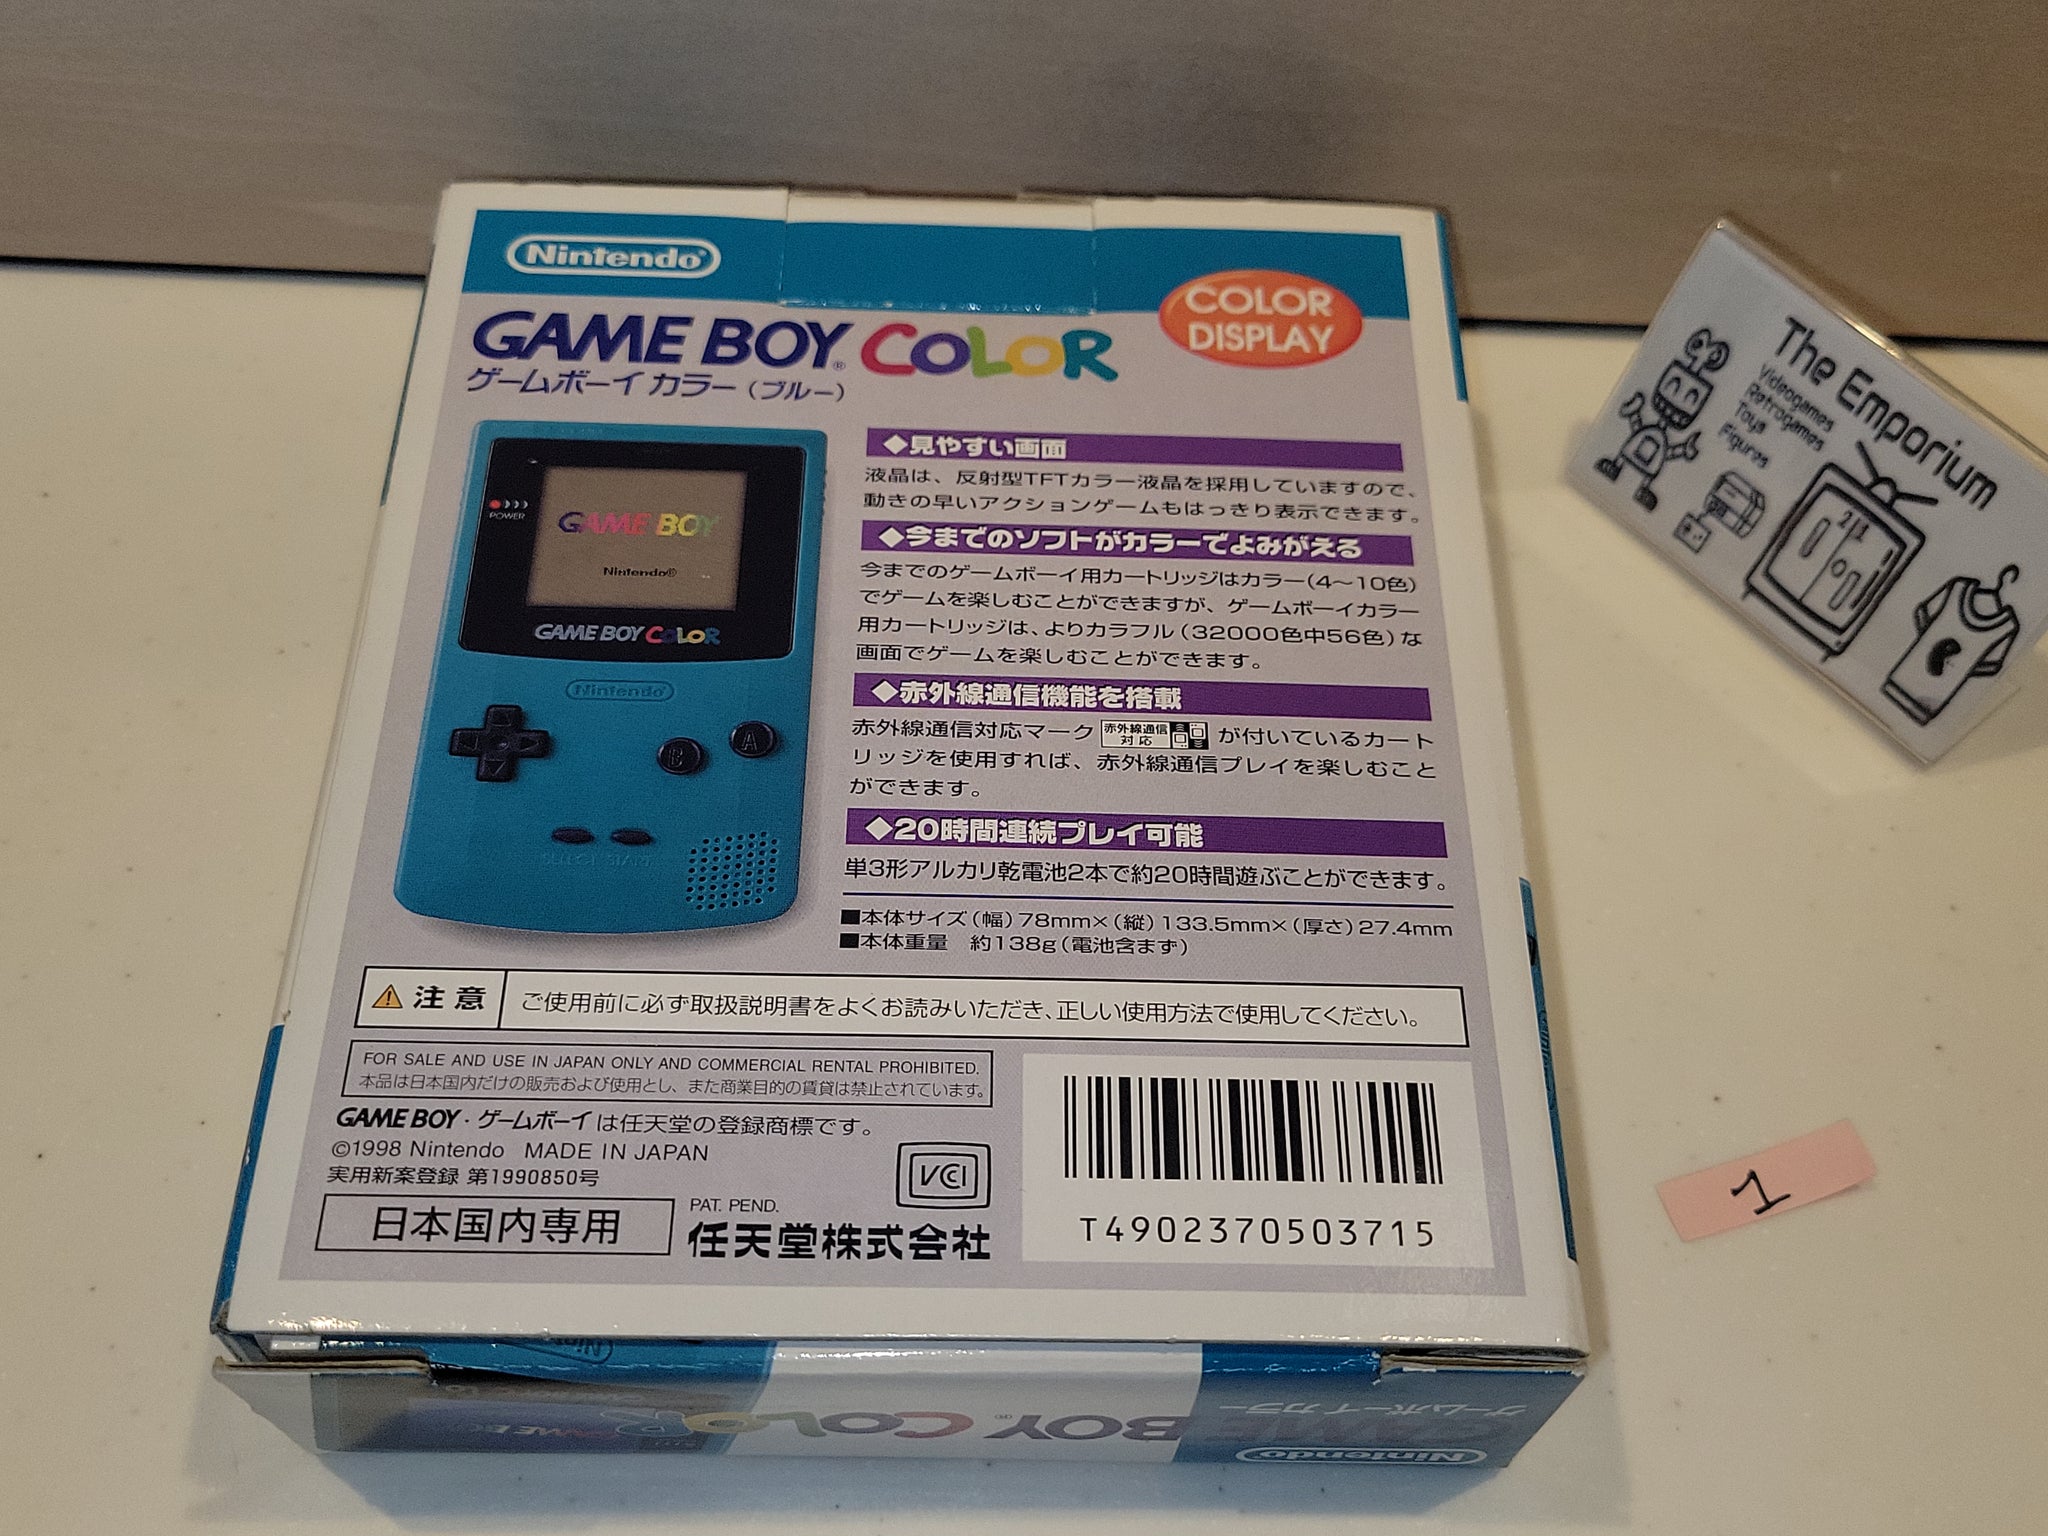 Nintendo®
COLOR
DISPLAY
GAME BOY® COLOR
ゲームボーイ カラー（ブルー）
POWER
GAME BOY
Nintendo®
GAME BOY COLOR
Nintendo
B
A
SELECT START
◆見やすい画面
液晶は、反射型TFTカラー液晶を採用していますので、
動きの早いアクションゲームもはっきり表示できます。
◆今までのソフトがカラーでよみがえる
今までのゲームボーイ用カートリッジはカラー（4〜10色）
でゲームを楽しむことができますが、ゲームボーイカラー
用カートリッジは、よりカラフル（32000色中56色）な
画面でゲームを楽しむことができます。
◆赤外線通信機能を搭載
赤外線通信対応マーク 赤外線通信 対応 が付いているカート
リッジを使用すれば、赤外線通信プレイを楽しむこと
ができます。
◆20時間連続プレイ可能
単3形アルカリ乾電池2本で約20時間遊ぶことができます。
■本体サイズ（幅）78mm×（縦）133.5mm×（厚さ）27.4mm
■本体重量 約138g（電池含まず）
注意 ご使用前に必ず取扱説明書をよくお読みいただき、正しい使用方法で使用してください。
FOR SALE AND USE IN JAPAN ONLY AND COMMERCIAL RENTAL PROHIBITED.
本品は日本国内だけの販売および使用とし、また商業目的の賃貸は禁止されています。
GAME BOY・ゲームボーイは任天堂の登録商標です。
©1998 Nintendo MADE IN JAPAN
実用新案登録 第1990850号
日本国内専用
PAT. PEND.
任天堂株式会社
VCI
T4902370503715
GAME BOY® COLOR
ゲームボーイカラー
Nintendo®
The Emporium
Videogames
Retrogames
Toys
Figures
21
1